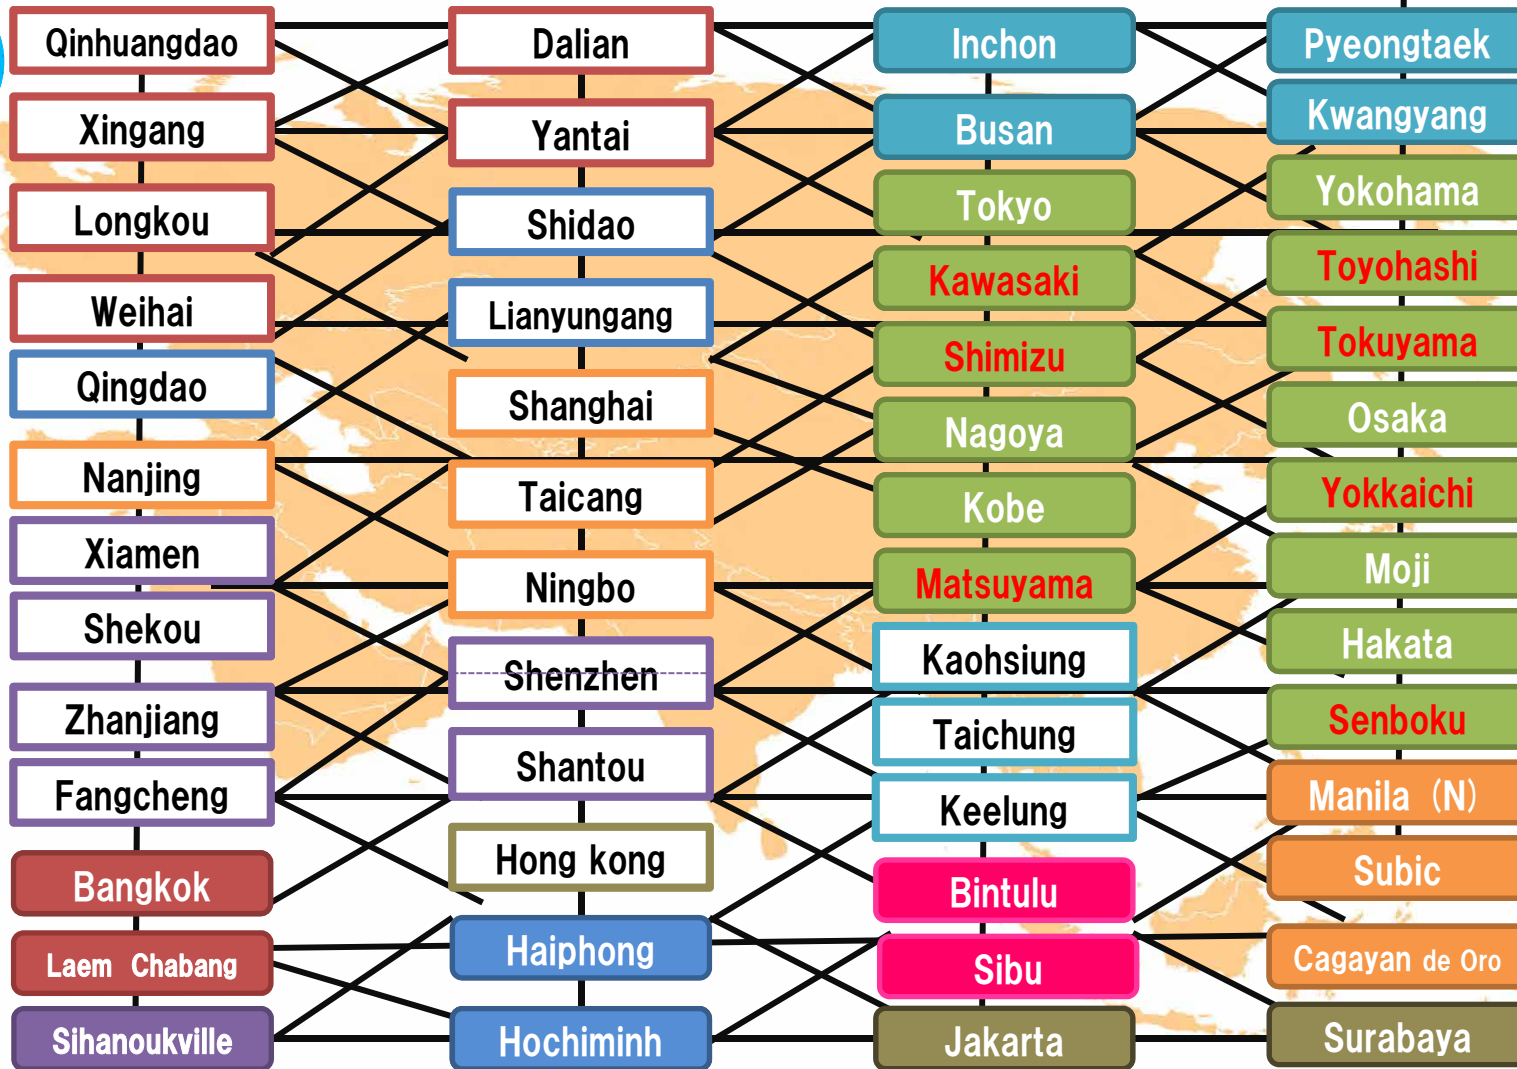 Qinhuangdao
Dalian
Inchon
Pyeongtaek
Xingang
Yantai
Busan
Kwangyang
Longkou
Shidao
Tokyo
Yokohama
Weihai
Lianyungang
Kawasaki
Toyohashi
Qingdao
Shanghai
Shimizu
Tokuyama
Nanjing
Taicang
Nagoya
Osaka
Xiamen
Ningbo
Kobe
Yokkaichi
Shekou
Shenzhen
Matsuyama
Moji
Zhanjiang
Shantou
Kaohsiung
Hakata
Fangcheng
Hong kong
Taichung
Senboku
Bangkok
Haiphong
Keelung
Manila (N)
Laem Chabang
Hochiminh
Bintulu
Subic
Sihanoukville
Sibu
Cagayan de Oro
Jakarta
Surabaya